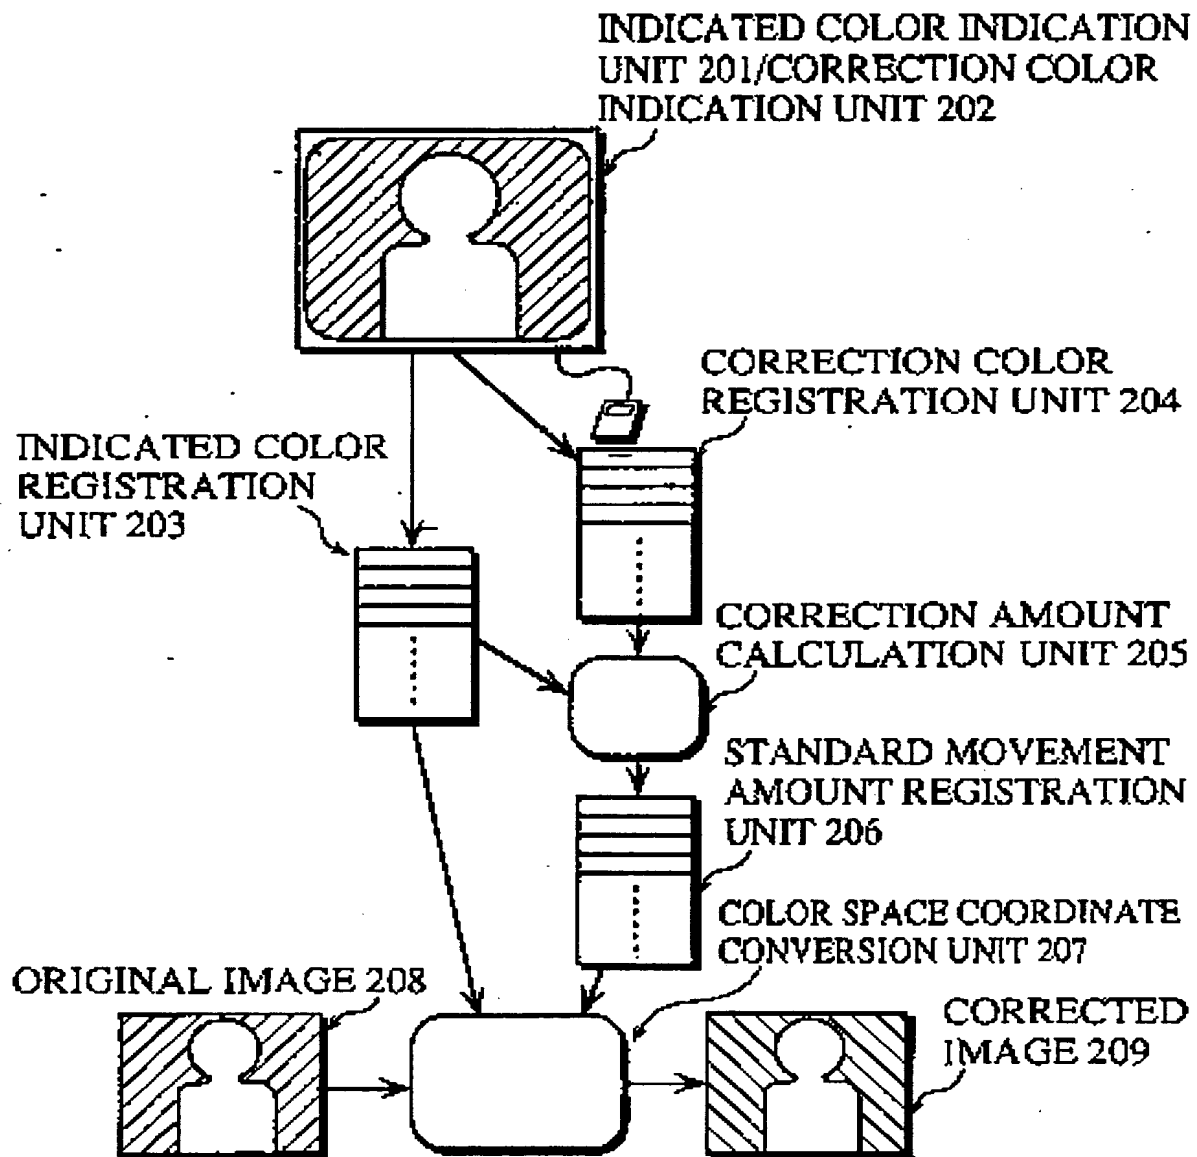 INDICATED COLOR INDICATION
UNIT 201/CORRECTION COLOR
INDICATION UNIT 202
CORRECTION COLOR
REGISTRATION UNIT 204
INDICATED COLOR
REGISTRATION
UNIT 203
CORRECTION AMOUNT
CALCULATION UNIT 205
STANDARD MOVEMENT
AMOUNT REGISTRATION
UNIT 206
COLOR SPACE COORDINATE
CONVERSION UNIT 207
ORIGINAL IMAGE 208
CORRECTED
IMAGE 209